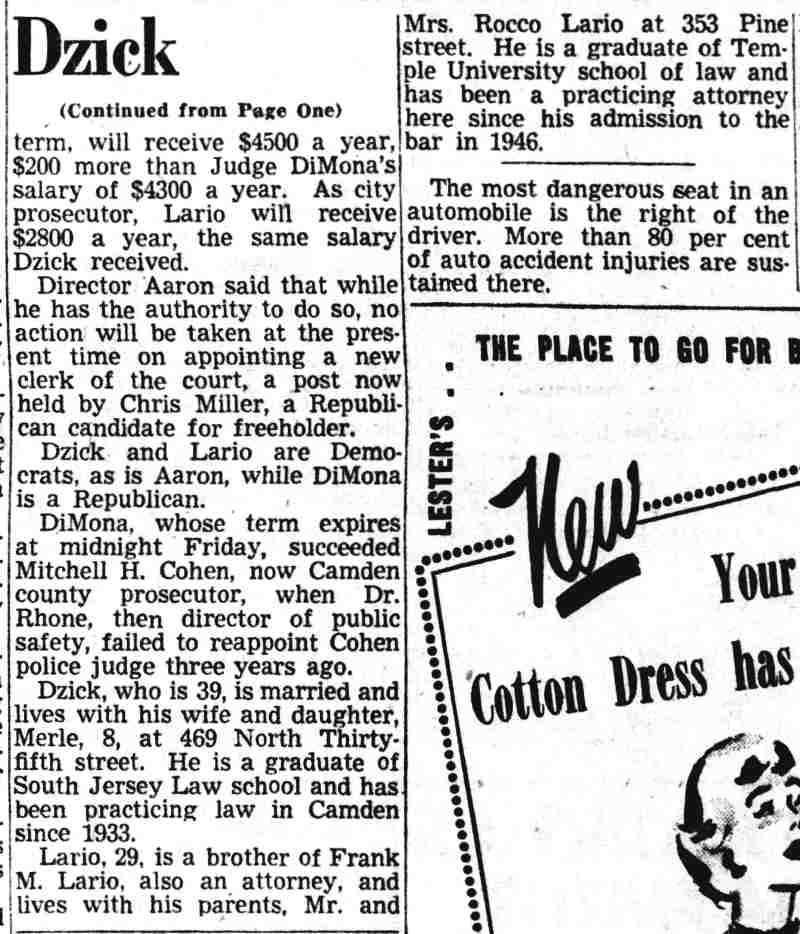 Dzick
(Continued from Page One)
term, will receive $4500 a year,
$200 more than Judge DiMona's
salary of $4300 a year. As city
prosecutor, Lario will receive
$2800 a year, the same salary
Dzick received.
Director Aaron said that while
he has the authority to do so, no
action will be taken at the pres-
ent time on appointing a new
clerk of the court, a post now
held by Chris Miller, a Republi-
can candidate for freeholder.
Dzick and Lario are Demo-
crats, as is Aaron, while DiMona
is a Republican.
DiMona, whose term expires
at midnight Friday, succeeded
Mitchell H. Cohen, now Camden
county prosecutor, when Dr.
Rhone, then director of public
safety, failed to reappoint Cohen
police judge three years ago.
Dzick, who is 39, is married and
lives with his wife and daughter,
Merle, 8, at 469 North Thirty-
fifth street. He is a graduate of
South Jersey Law school and has
been practicing law in Camden
since 1933.
Lario, 29, is a brother of Frank
M. Lario, also an attorney, and
lives with his parents, Mr. and
Mrs. Rocco Lario at 353 Pine
street. He is a graduate of Tem-
ple University school of law and
has been a practicing attorney
here since his admission to the
bar in 1946.
The most dangerous seat in an
automobile is the right of the
driver. More than 80 per cent
of auto accident injuries are sus-
tained there.
THE PLACE TO GO FOR
LESTER'S . . .
New
Your
Cotton Dress has